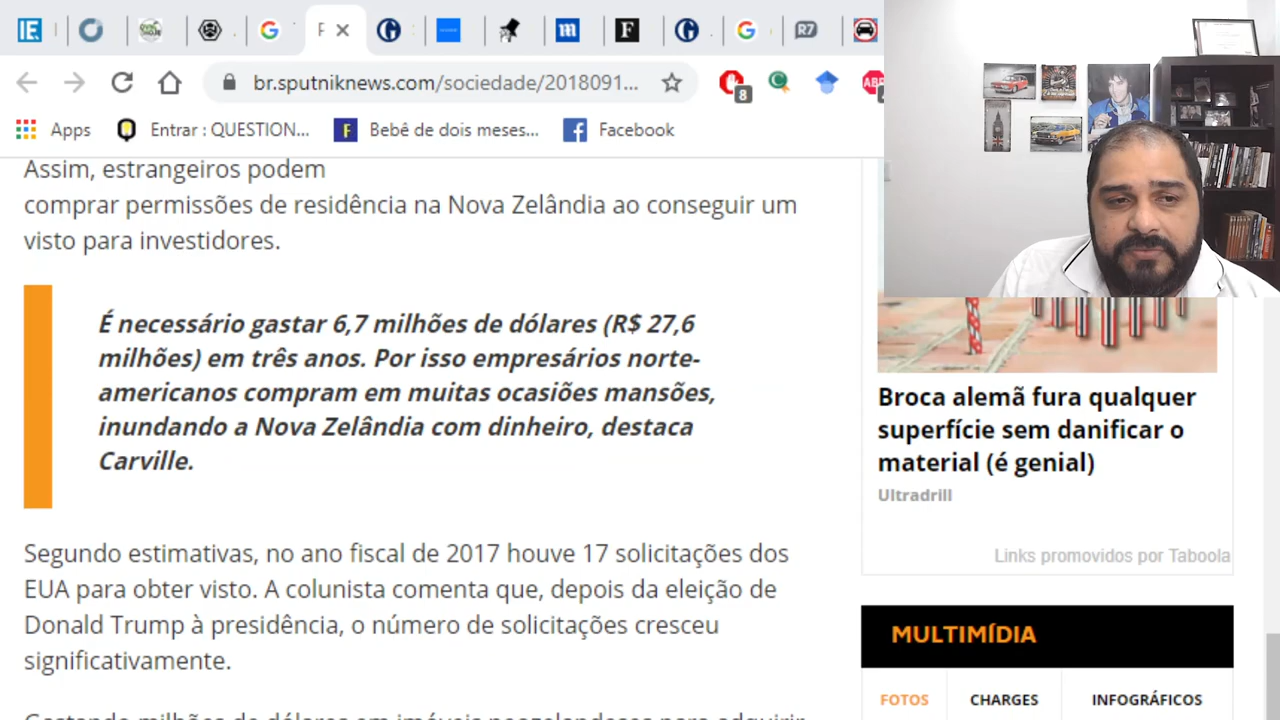 IE
R7
br.sputniknews.com/sociedade/2018091...
8
Apps
Entrar : QUESTION...
Bebê de dois meses...
Facebook
Assim, estrangeiros podem
comprar permissões de residência na Nova Zelândia ao conseguir um
visto para investidores.
É necessário gastar 6,7 milhões de dólares (R$ 27,6
milhões) em três anos. Por isso empresários norte-
americanos compram em muitas ocasiões mansões,
inundando a Nova Zelândia com dinheiro, destaca
Carville.
Segundo estimativas, no ano fiscal de 2017 houve 17 solicitações dos
EUA para obter visto. A colunista comenta que, depois da eleição de
Donald Trump à presidência, o número de solicitações cresceu
significativamente.
Broca alemã fura qualquer
superfície sem danificar o
material (é genial)
Ultradrill
Links promovidos por Taboola
MULTIMÍDIA
FOTOS
CHARGES
INFOGRÁFICOS